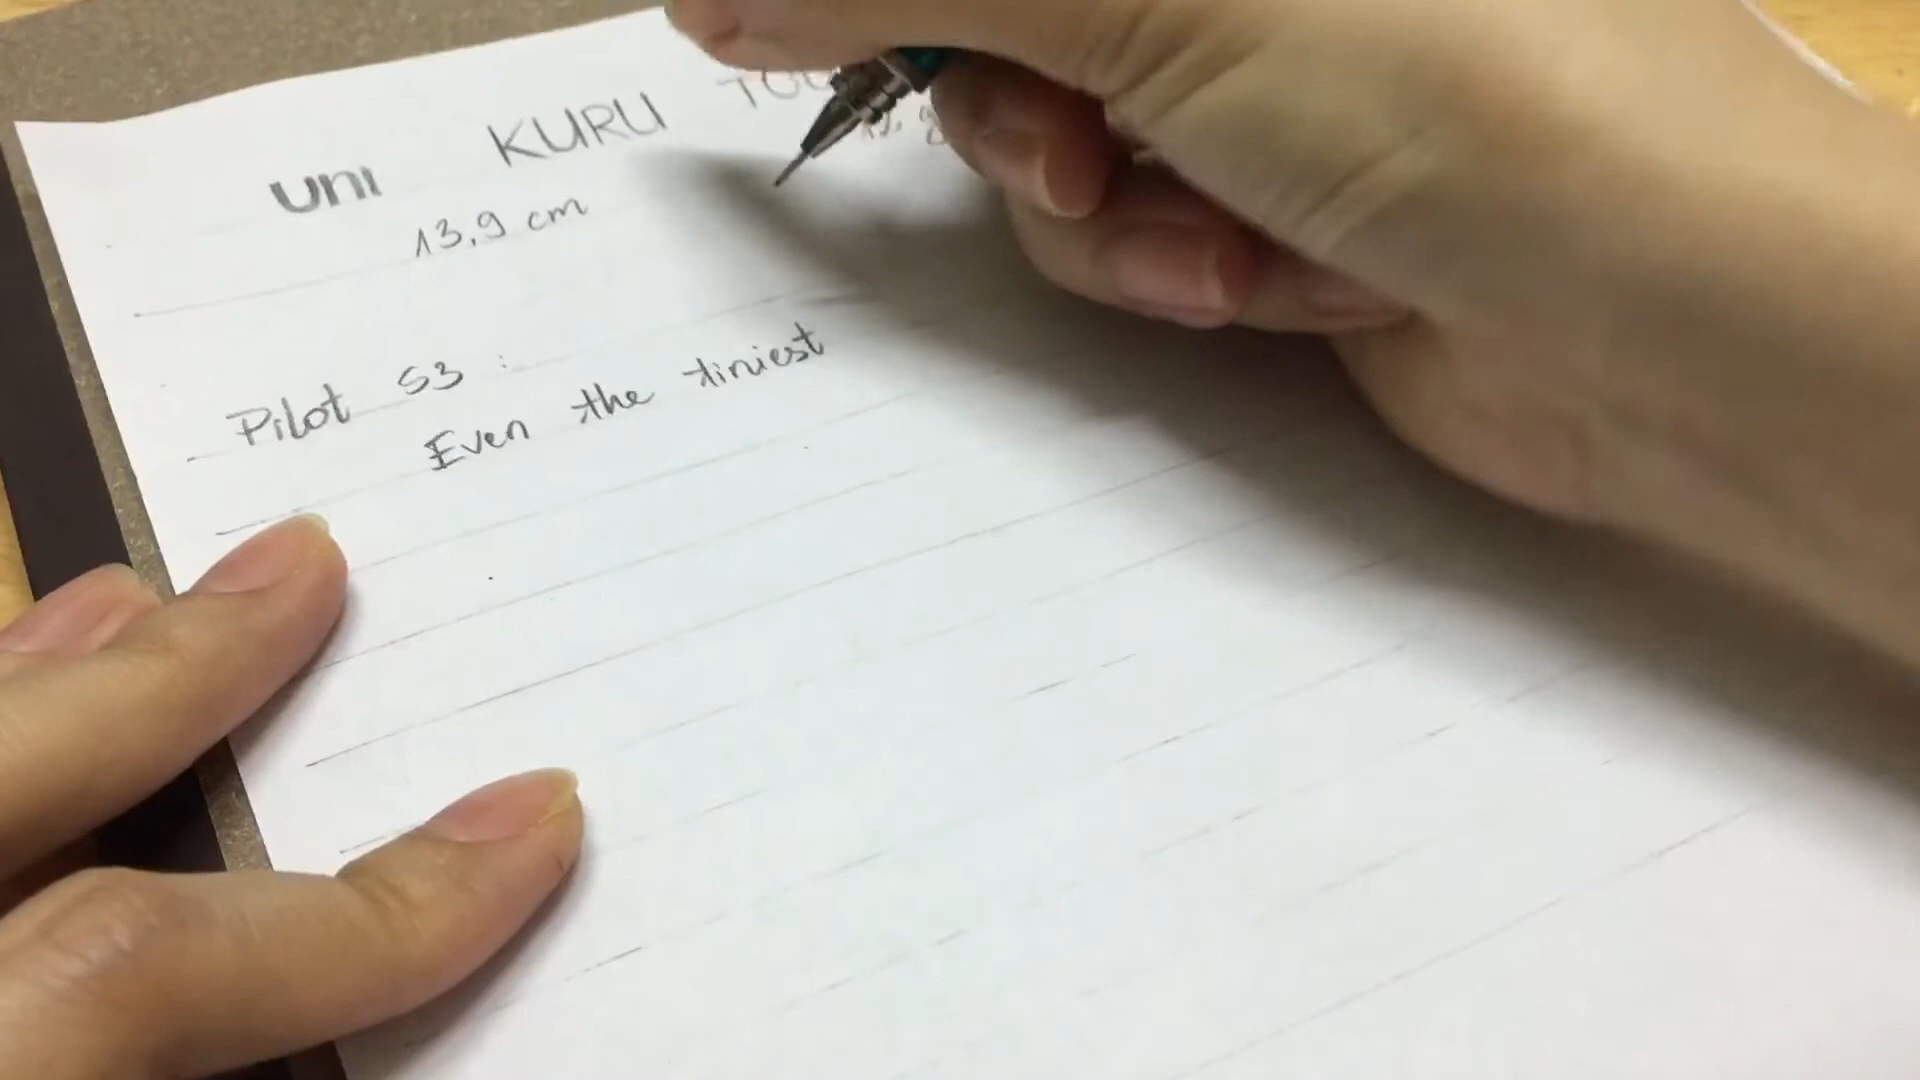 uni KURU
13,9 cm
Pilot S3 :
Even the tiniest